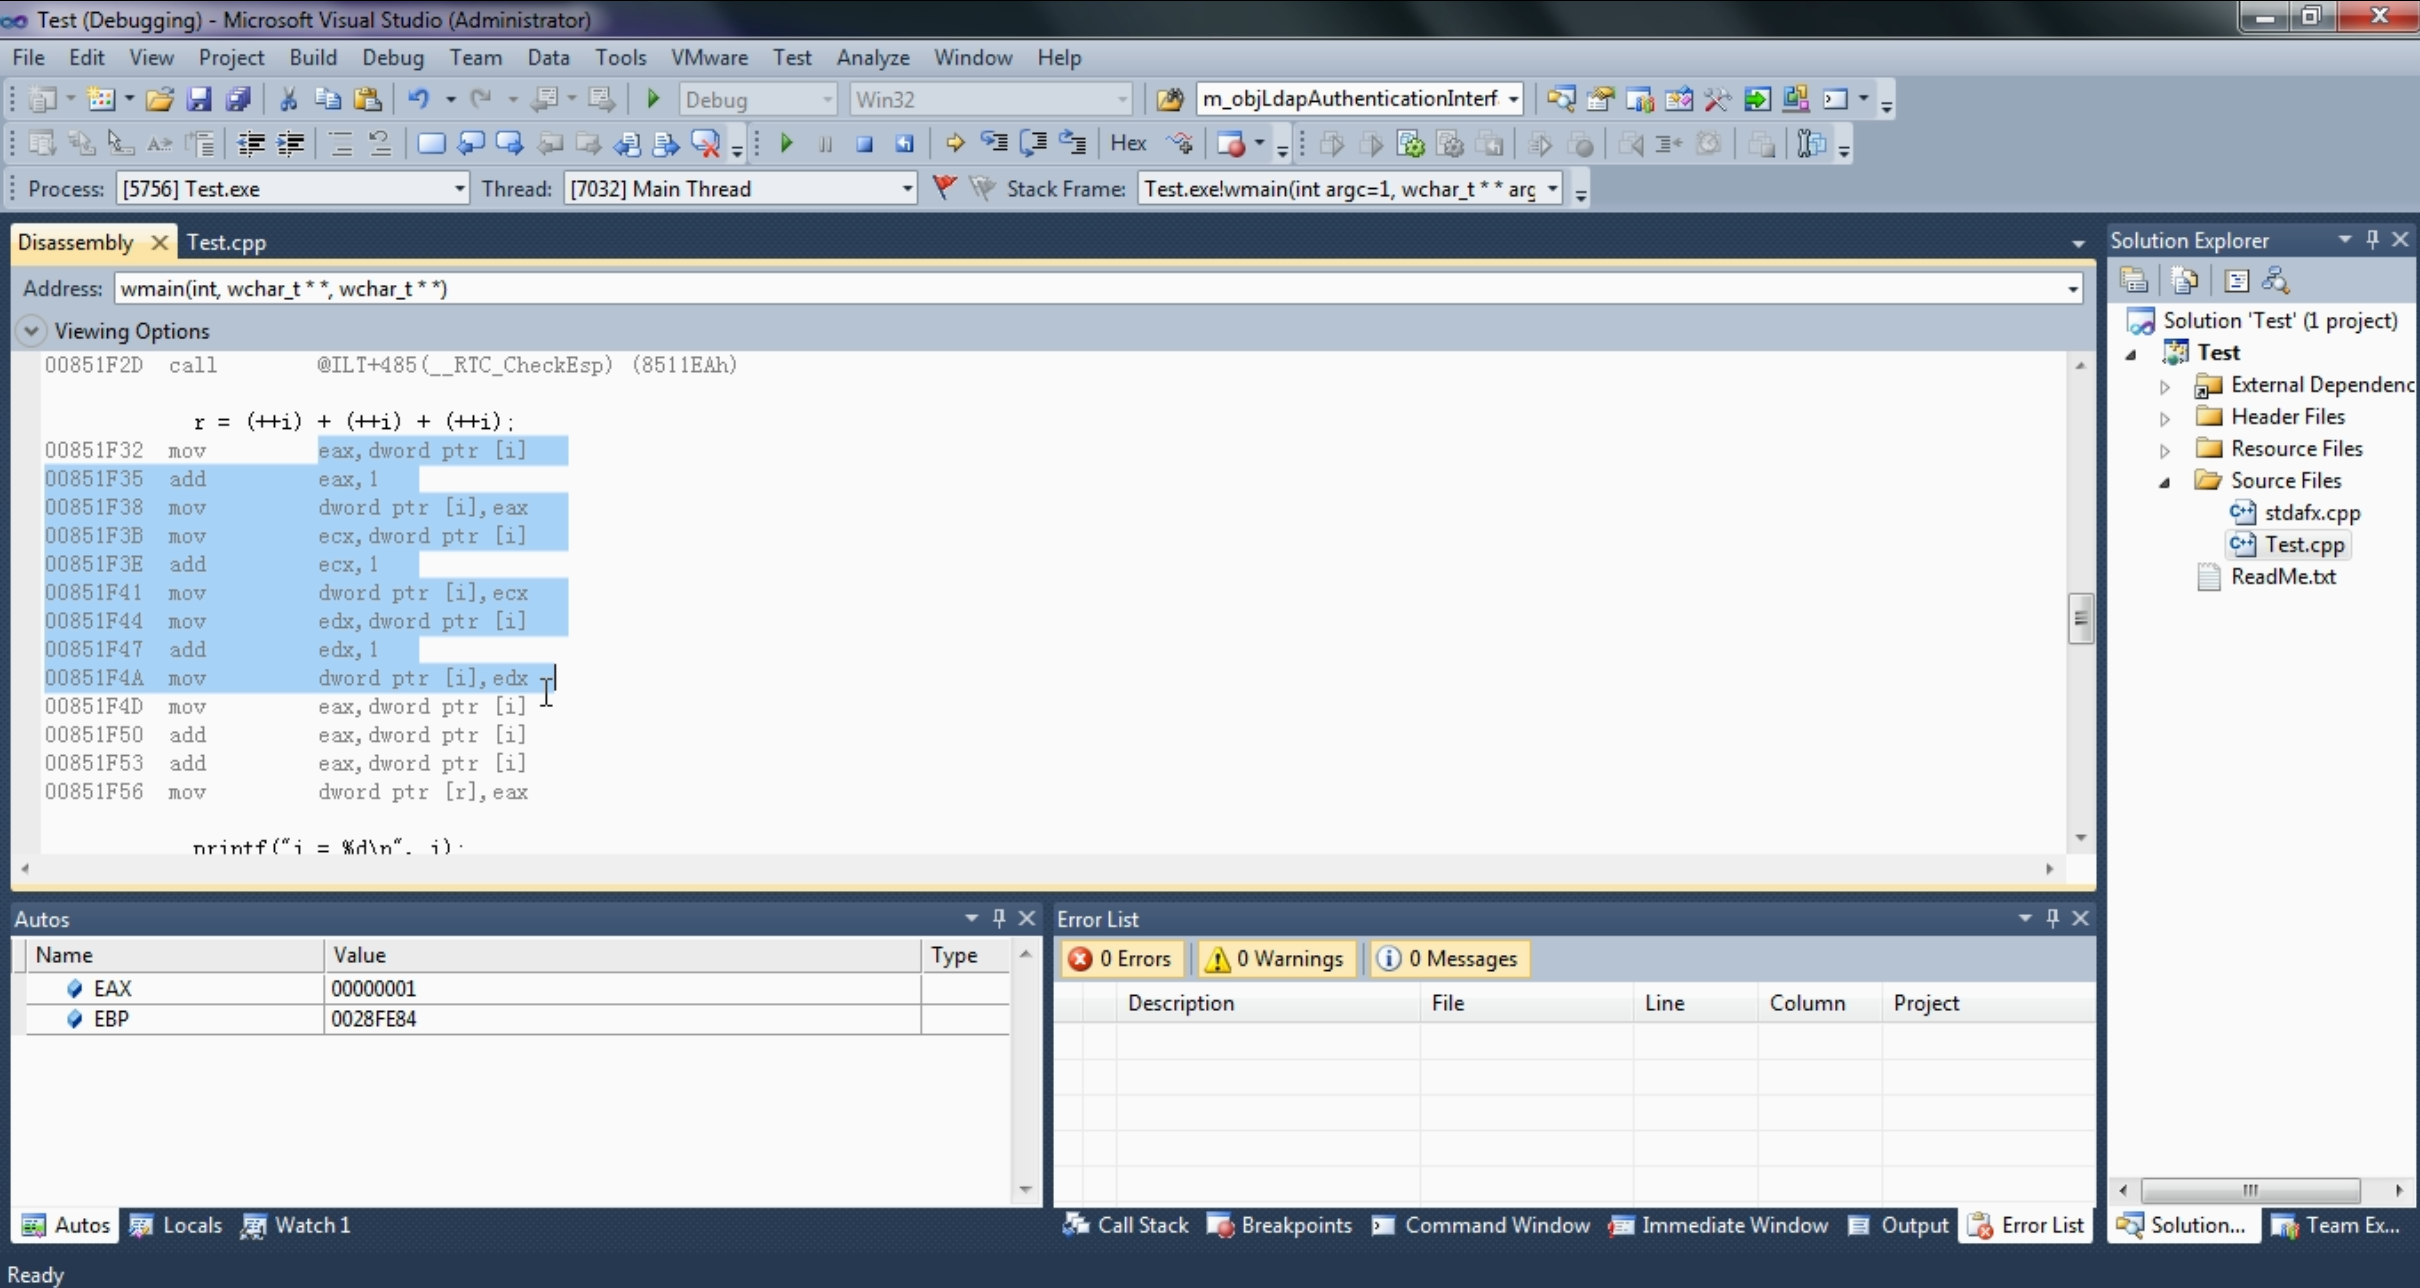 Test (Debugging) - Microsoft Visual Studio (Administrator)
File Edit View Project Build Debug Team Data Tools VMware Test Analyze Window Help
Debug Win32 m_objLdapAuthenticationInterf
Hex
Process: [5756] Test.exe Thread: [7032] Main Thread Stack Frame: Test.exe!wmain(int argc=1, wchar_t * * arg
Disassembly Test.cpp
Address: wmain(int, wchar_t * *, wchar_t * *)
Viewing Options
00851F2D call @ILT+485(__RTC_CheckEsp) (8511EAh)
r = (++i) + (++i) + (++i);
00851F32 mov eax,dword ptr [i]
00851F35 add eax,1
00851F38 mov dword ptr [i],eax
00851F3B mov ecx,dword ptr [i]
00851F3E add ecx,1
00851F41 mov dword ptr [i],ecx
00851F44 mov edx,dword ptr [i]
00851F47 add edx,1
00851F4A mov dword ptr [i],edx
00851F4D mov eax,dword ptr [i]
00851F50 add eax,dword ptr [i]
00851F53 add eax,dword ptr [i]
00851F56 mov dword ptr [r],eax
printf("i = %d\n", i);
Solution Explorer
Solution 'Test' (1 project)
Test
External Dependenc
Header Files
Resource Files
Source Files
stdafx.cpp
Test.cpp
ReadMe.txt
Autos
Name Value Type
EAX 00000001
EBP 0028FE84
Autos Locals Watch 1
Error List
0 Errors 0 Warnings 0 Messages
Description File Line Column Project
Call Stack Breakpoints Command Window Immediate Window Output Error List
Solution... Team Ex...
Ready